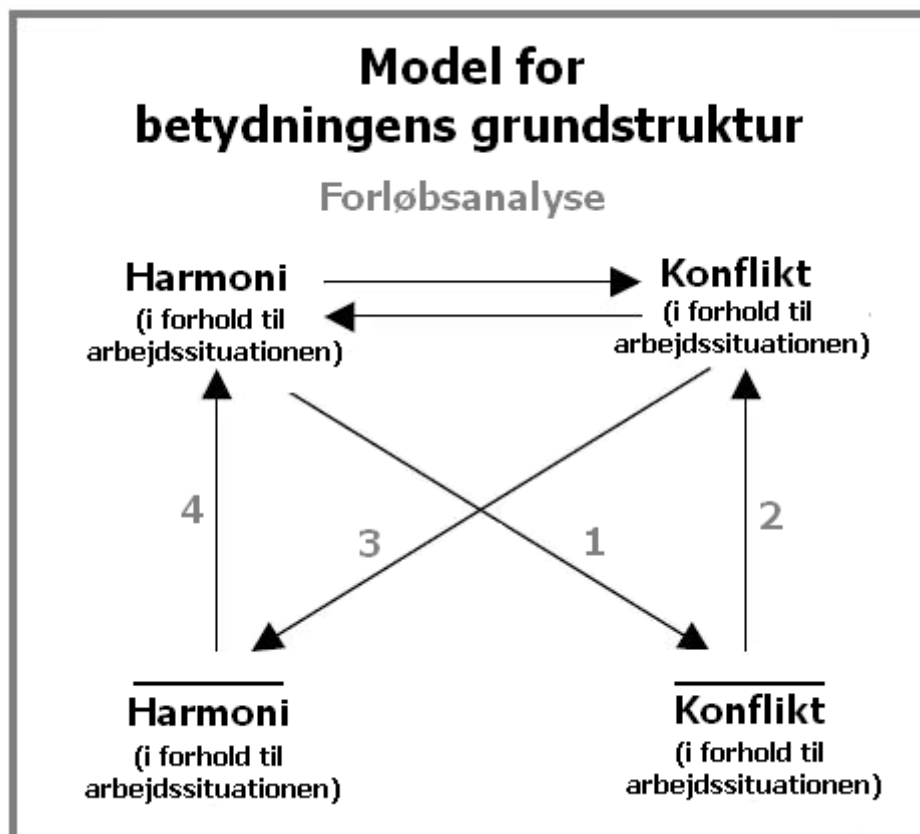 Model for
betydningens grundstruktur
Forløbsanalyse
Harmoni
(i forhold til
arbejdssituationen)
Konflikt
(i forhold til
arbejdssituationen)
4
3
1
2
Harmoni
(i forhold til
arbejdssituationen)
Konflikt
(i forhold til
arbejdssituationen)